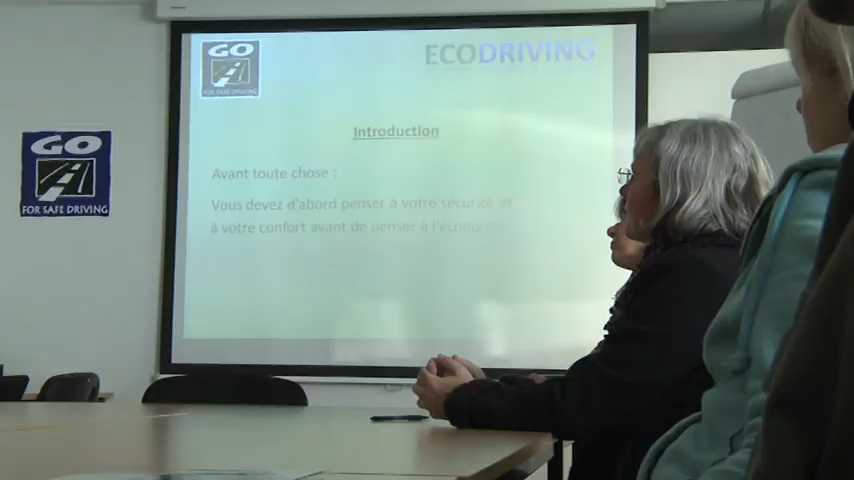 GO
FOR SAFE DRIVING
ECODRIVING
Introduction
Avant toute chose :
Vous devez d'abord penser à votre sécurité et
à votre confort avant de penser à l'économie
GO
FOR SAFE DRIVING